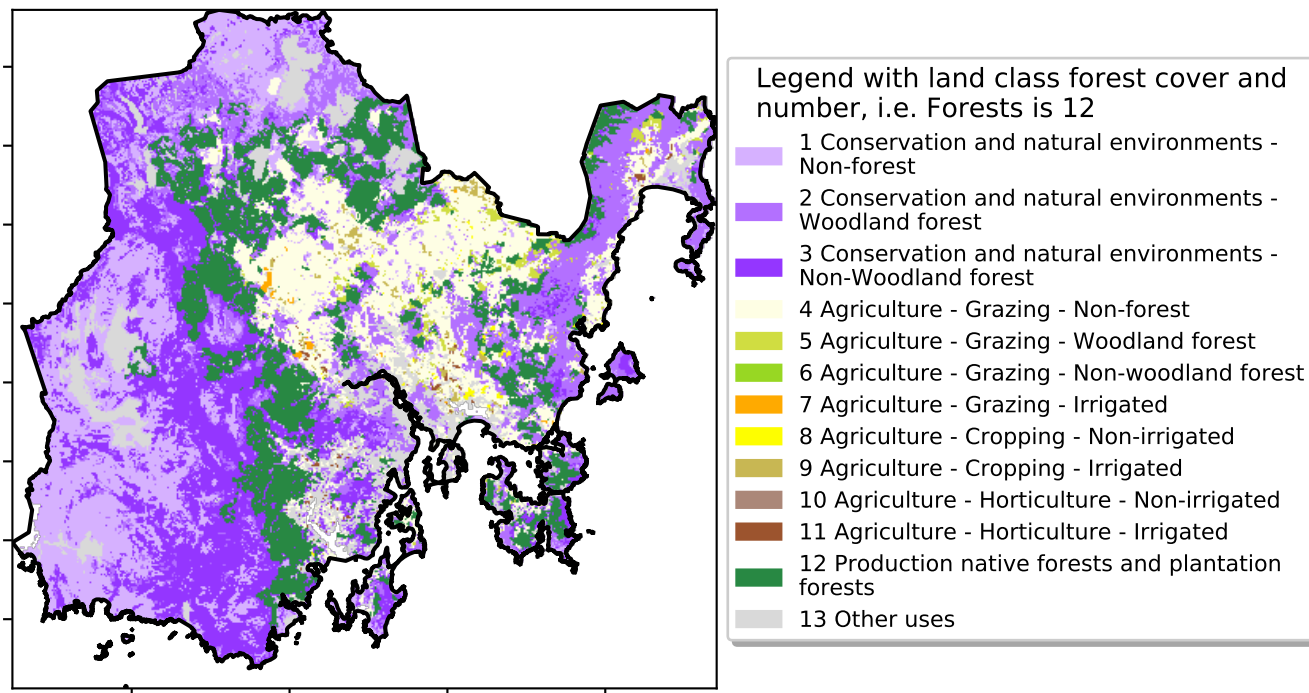 Legend with land class forest cover and
number, i.e. Forests is 12
1 Conservation and natural environments -
Non-forest
2 Conservation and natural environments -
Woodland forest
3 Conservation and natural environments -
Non-Woodland forest
4 Agriculture - Grazing - Non-forest
5 Agriculture - Grazing - Woodland forest
6 Agriculture - Grazing - Non-woodland forest
7 Agriculture - Grazing - Irrigated
8 Agriculture - Cropping - Non-irrigated
9 Agriculture - Cropping - Irrigated
10 Agriculture - Horticulture - Non-irrigated
11 Agriculture - Horticulture - Irrigated
12 Production native forests and plantation
forests
13 Other uses